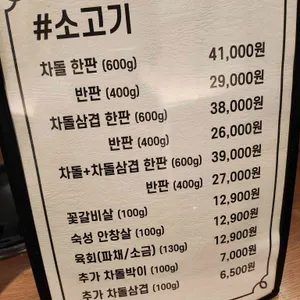 #소고기
차돌 한판 (600g) 41,000원
반판 (400g) 29,000원
차돌삼겹 한판 (600g) 38,000원
반판 (400g) 26,000원
차돌+차돌삼겹 한판 (600g) 39,000원
반판 (400g) 27,000원
꽃갈비살 (100g) 12,900원
숙성 안창살 (100g) 12,900원
육회(파채/소금) (130g) 12,900원
추가 차돌박이 (100g) 7,000원
추가 차돌삼겹 (100g) 6,500원